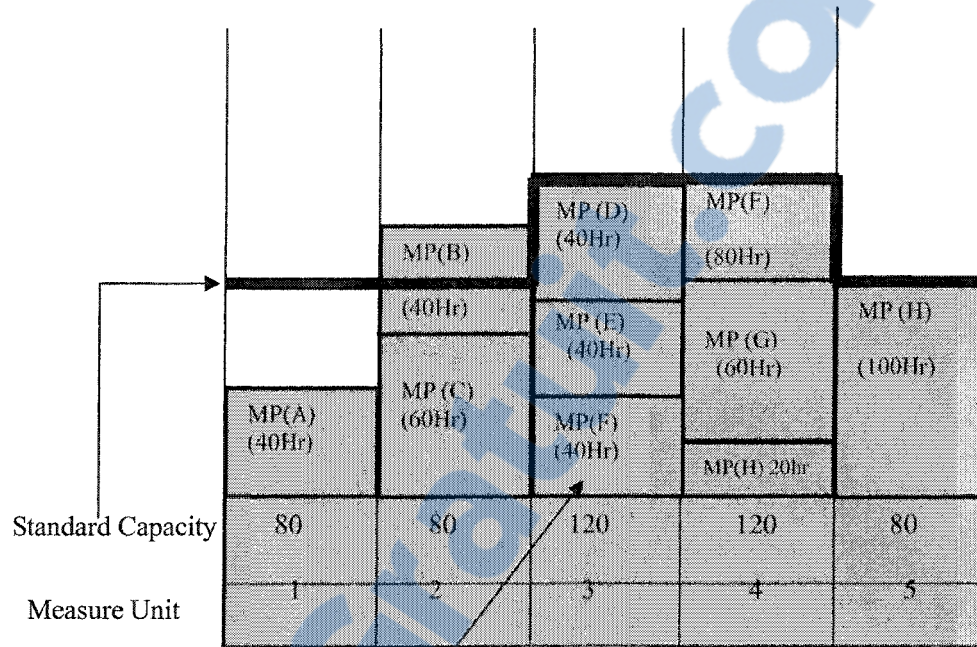 MP (D)
(40Hr)
MP(F)
(80Hr)
MP(B)
(40Hr)
MP (E)
(40Hr)
MP (H)
(100Hr)
MP (G)
(60Hr)
MP (C)
(60Hr)
MP(A)
(40Hr)
MP(F)
(40Hr)
MP(H) 20hr
Standard Capacity 80 80 120 120 80
Measure Unit 1 2 3 4 5